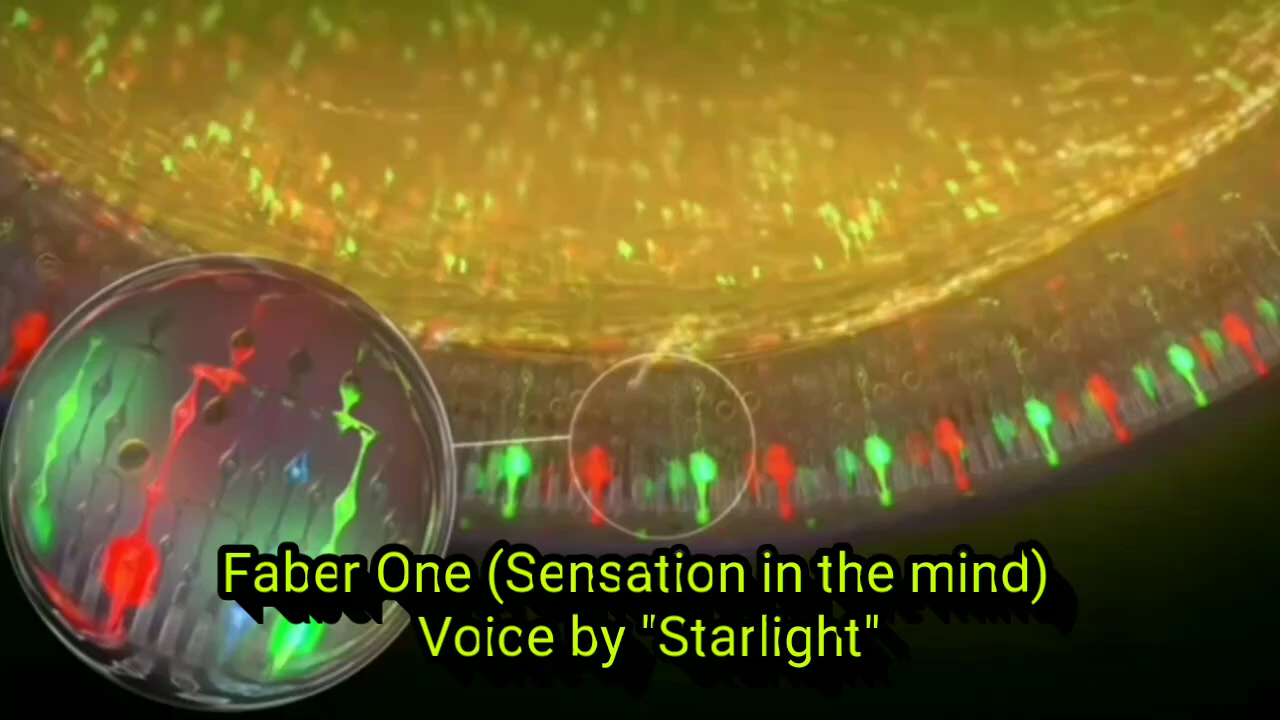 Faber One (Sensation in the mind)
Voice by "Starlight"